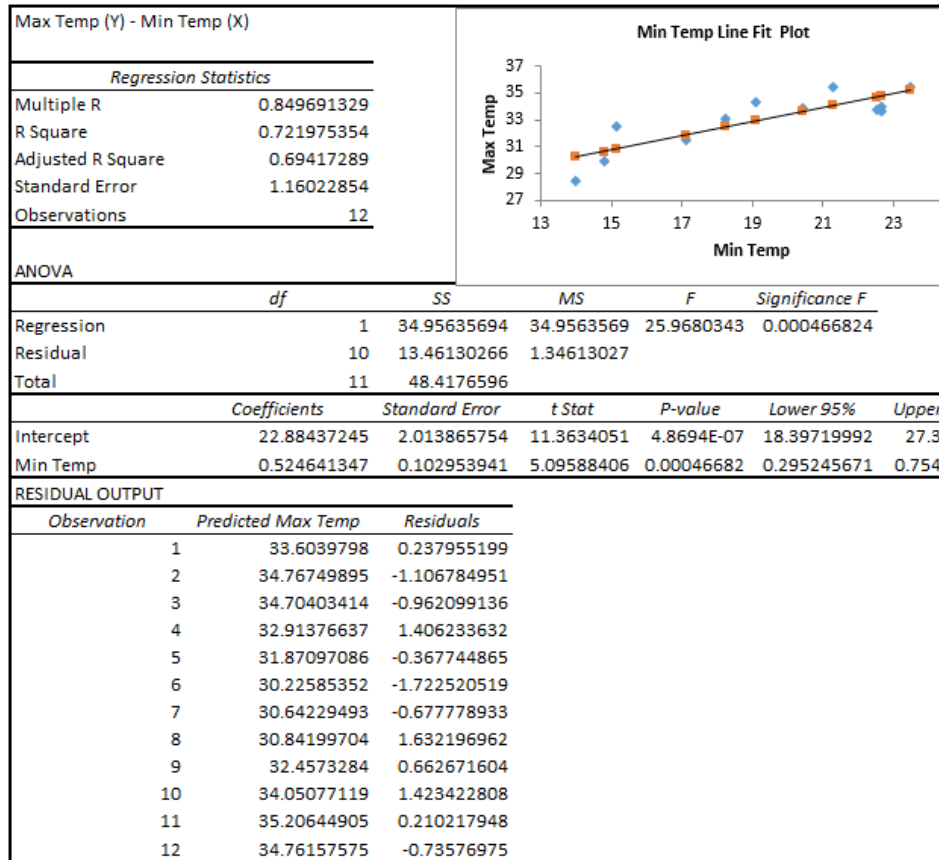 Max Temp (Y) - Min Temp (X)
Regression Statistics
Multiple R 0.849691329
R Square 0.721975354
Adjusted R Square 0.69417289
Standard Error 1.16022854
Observations 12
Min Temp Line Fit Plot
37
35
33
31
29
27
Max Temp
13 15 17 19 21 23
Min Temp
ANOVA
df SS MS F Significance F
Regression 1 34.95635694 34.9563569 25.9680343 0.000466824
Residual 10 13.46130266 1.34613027
Total 11 48.4176596
Coefficients Standard Error t Stat P-value Lower 95% Upper
Intercept 22.88437245 2.013865754 11.3634051 4.8694E-07 18.39719992 27.3
Min Temp 0.524641347 0.102953941 5.09588406 0.00046682 0.295245671 0.754
RESIDUAL OUTPUT
Observation Predicted Max Temp Residuals
1 33.6039798 0.237955199
2 34.76749895 -1.106784951
3 34.70403414 -0.962099136
4 32.91376637 1.406233632
5 31.87097086 -0.367744865
6 30.22585352 -1.722520519
7 30.64229493 -0.677778933
8 30.84199704 1.632196962
9 32.4573284 0.662671604
10 34.05077119 1.423422808
11 35.20644905 0.210217948
12 34.76157575 -0.73576975